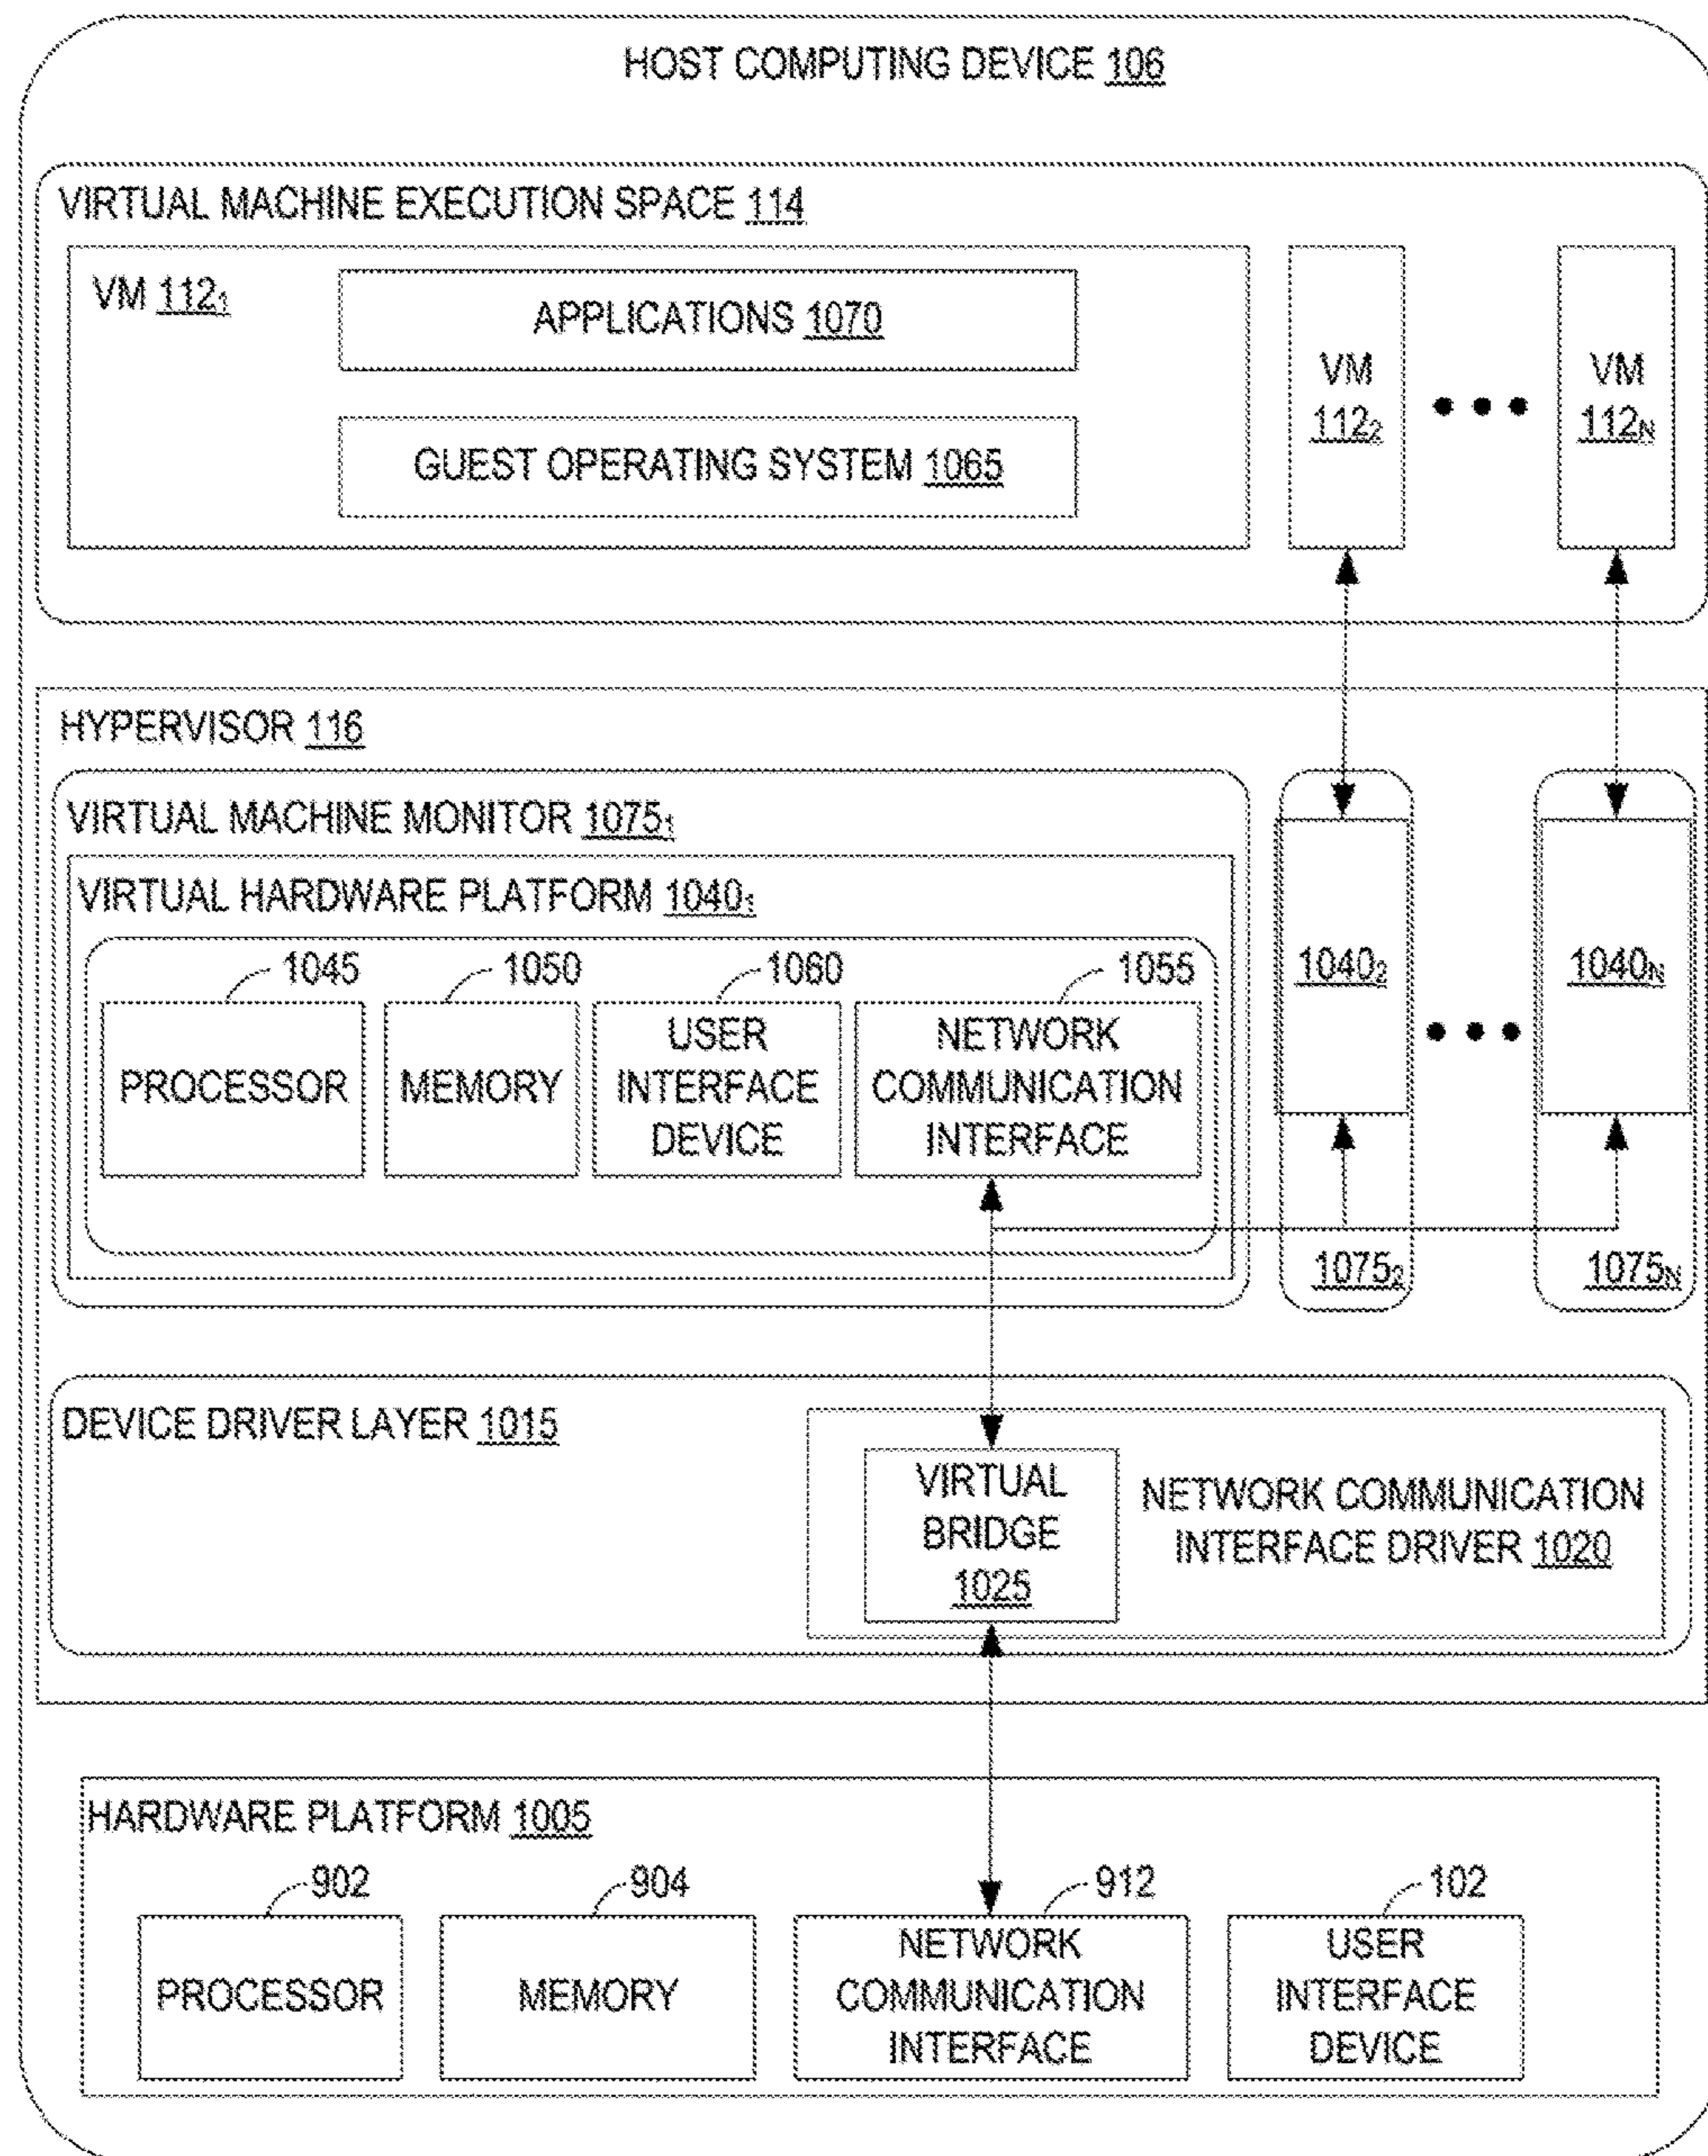 HOST COMPUTING DEVICE 106
VIRTUAL MACHINE EXECUTION SPACE 114
VM 112₁
APPLICATIONS 1070
GUEST OPERATING SYSTEM 1065
VM
112₂
VM
112ₙ
HYPERVISOR 116
VIRTUAL MACHINE MONITOR 1075₁
VIRTUAL HARDWARE PLATFORM 1040₁
1045
1050
1060
1055
PROCESSOR
MEMORY
USER
INTERFACE
DEVICE
NETWORK
COMMUNICATION
INTERFACE
1040₂
1040ₙ
1075₂
1075ₙ
DEVICE DRIVER LAYER 1015
VIRTUAL
BRIDGE
1025
NETWORK COMMUNICATION
INTERFACE DRIVER 1020
HARDWARE PLATFORM 1005
902
904
912
102
PROCESSOR
MEMORY
NETWORK
COMMUNICATION
INTERFACE
USER
INTERFACE
DEVICE